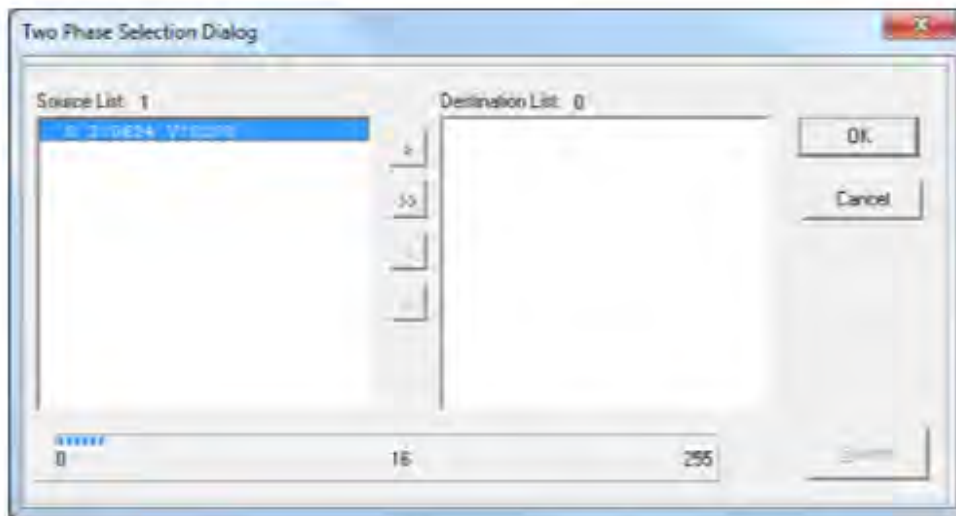 Two Phase Selection Dialog
Source List: 1
Destination List: 0
>
>>
OK
Cancel
0 16 255